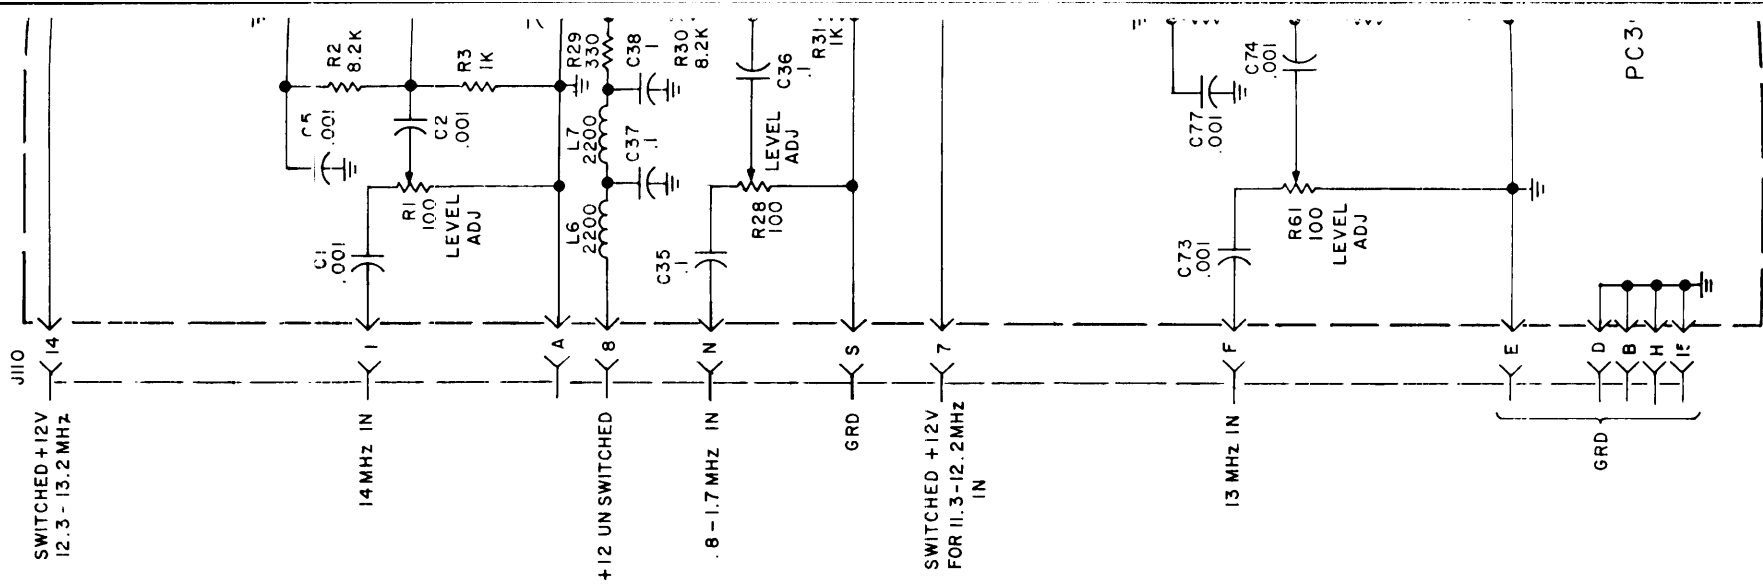 J110
SWITCHED +12V
12.3-13.2 MHz
14
14 MHz IN
1
A
+12 UNSWITCHED
8
.8-1.7 MHz IN
N
GRD
S
SWITCHED +12V
FOR 11.3-12.2 MHz
IN
7
13 MHz IN
F
E
GRD
D
B
H
C1
.001
R1
100
LEVEL
ADJ
C5
.001
R2
8.2K
C2
.001
R3
1K
L6
2200
L7
2200
C37
.1
R29
330
C38
.1
R30
8.2K
C35
.1
R28
100
LEVEL
ADJ
C36
.1
R31
1K
C73
.001
R61
100
LEVEL
ADJ
C77
.001
C74
.001